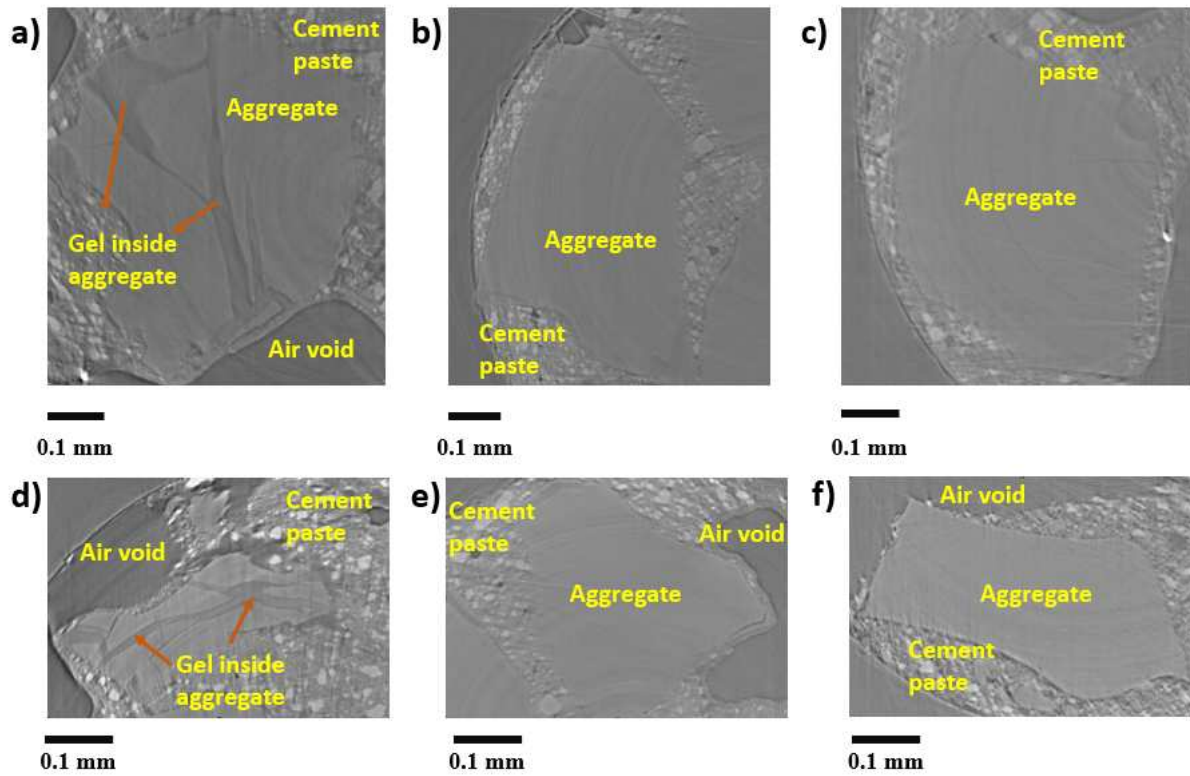 a)
Cement
paste
Aggregate
Gel inside
aggregate
Air void
0.1 mm
b)
Aggregate
Cement
paste
0.1 mm
c)
Cement
paste
Aggregate
0.1 mm
d)
Cement
paste
Air void
Gel inside
aggregate
0.1 mm
e)
Cement
paste
Air void
Aggregate
0.1 mm
f)
Air void
Aggregate
Cement
paste
0.1 mm